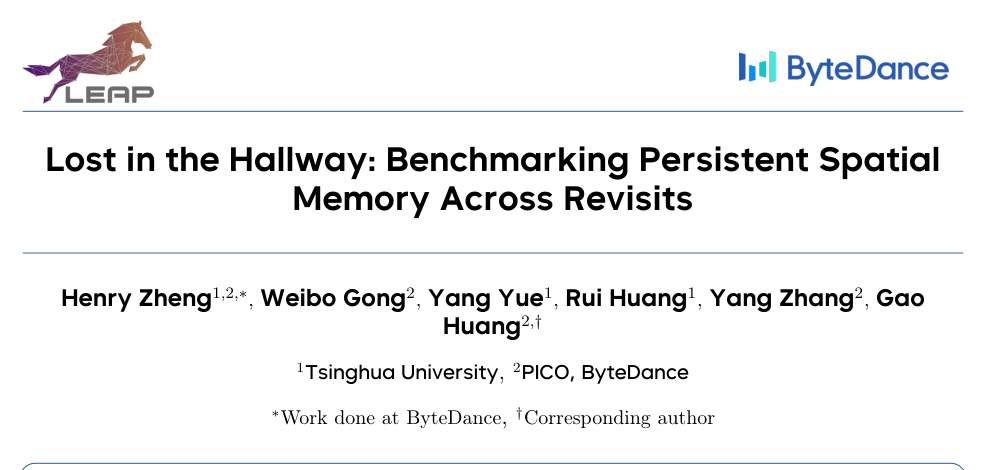 LEAP
ByteDance
Lost in the Hallway: Benchmarking Persistent Spatial
Memory Across Revisits
Henry Zheng¹,²,*, Weibo Gong², Yang Yue¹, Rui Huang¹, Yang Zhang², Gao
Huang²,†
¹Tsinghua University, ²PICO, ByteDance
*Work done at ByteDance, †Corresponding author